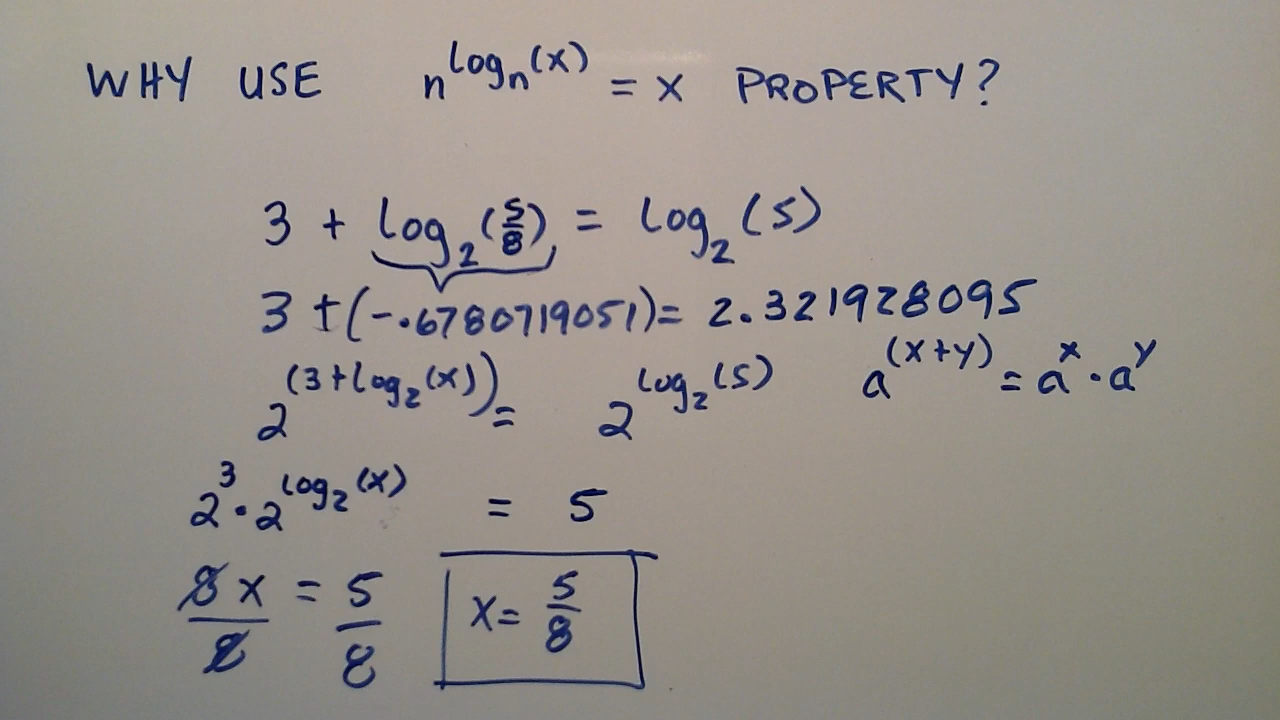 WHY USE n^{log_n(x)} = x PROPERTY?
3 + log_2(5/8) = log_2(5)
3 + (-.6780719051) = 2.321928095
2^{(3+log_2(x))} = 2^{log_2(5)} a^{(x+y)} = a^x · a^y
2^3 · 2^{log_2(x)} = 5
8x/8 = 5/8 x = 5/8